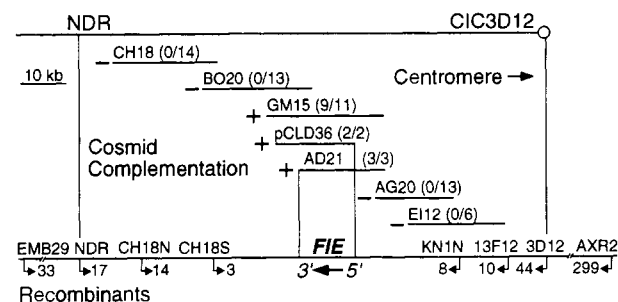 NDR CIC3D12
CH18 (0/14)
10 kb
BO20 (0/13)
Centromere
+ GM15 (9/11)
+ pCLD36 (2/2)
Cosmid
Complementation
+ AD21 (3/3)
AG20 (0/13)
EI12 (0/6)
EMB29 NDR CH18N CH18S FIE KN1N 13F12 3D12 AXR2
33 17 14 3 3' 5' 8 10 44 299
Recombinants